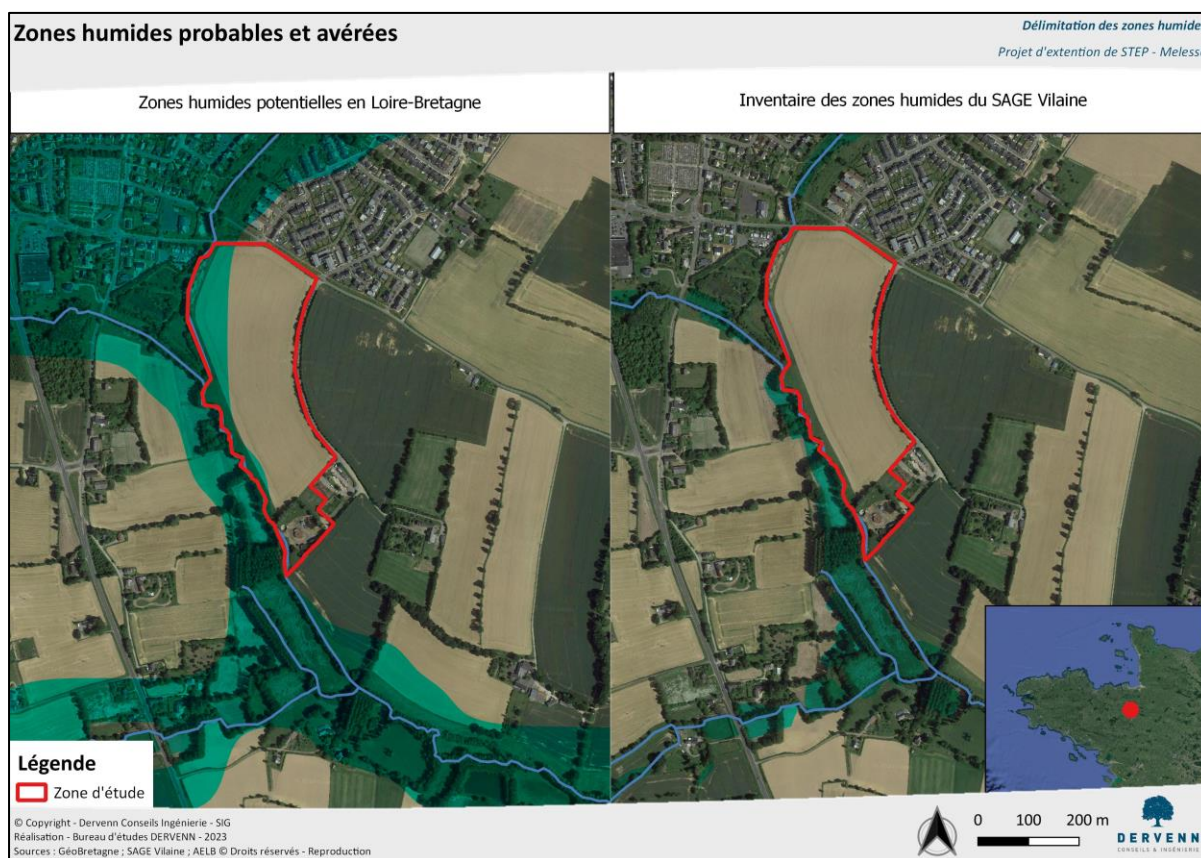 Zones humides probables et avérées
Délimitation des zones humide
Projet d'extention de STEP - Meless
Zones humides potentielles en Loire-Bretagne
Inventaire des zones humides du SAGE Vilaine
Légende
Zone d'étude
© Copyright - Dervenn Conseils Ingénierie - SIG
Réalisation - Bureau d'études DERVENN - 2023
Sources : GéoBretagne ; SAGE Vilaine ; AELB © Droits réservés - Reproduction
0 100 200 m
DERVENN
CONSEILS & INGÉNIERIE